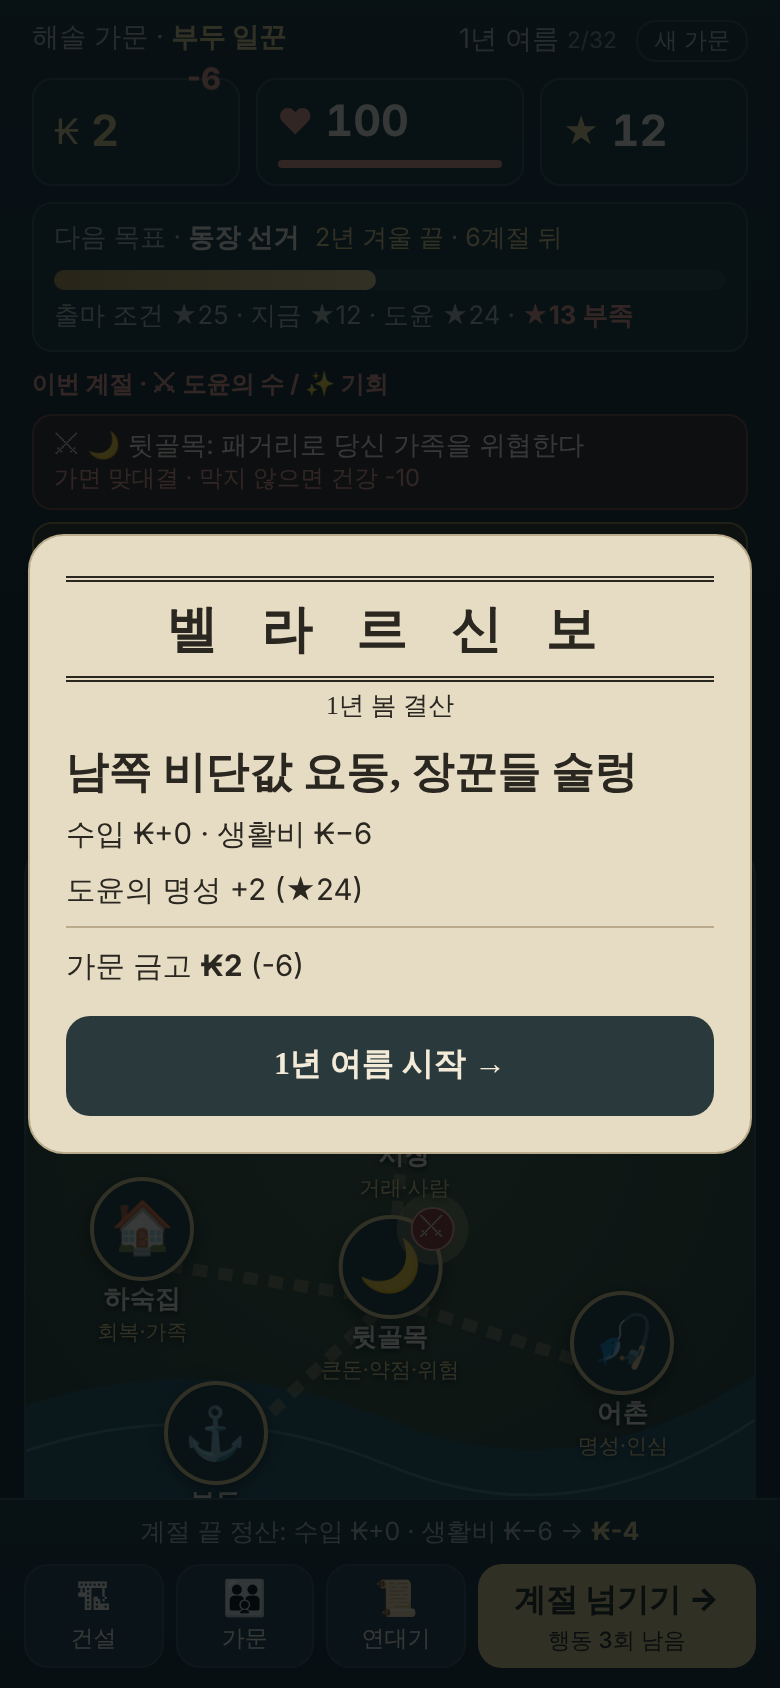 해솔 가문 · 부두 일꾼
1년 여름 2/32
새 가문
-6
₭ 2
100
★ 12
다음 목표 · 동장 선거 2년 겨울 끝 · 6계절 뒤
출마 조건 ★25 · 지금 ★12 · 도윤 ★24 · ★13 부족
이번 계절 · ⚔ 도윤의 수 / ✨ 기회
⚔ 🌙 뒷골목: 패거리로 당신 가족을 위협한다
가면 맞대결 · 막지 않으면 건강 -10
벨라르신보
1년 봄 결산
남쪽 비단값 요동, 장꾼들 술렁
수입 ₭+0 · 생활비 ₭−6
도윤의 명성 +2 (★24)
가문 금고 ₭2 (-6)
1년 여름 시작 →
시장
거래·사람
하숙집
회복·가족
뒷골목
큰돈·약점·위험
어촌
명성·인심
부두
계절 끝 정산: 수입 ₭+0 · 생활비 ₭−6 → ₭-4
건설
가문
연대기
계절 넘기기 →
행동 3회 남음